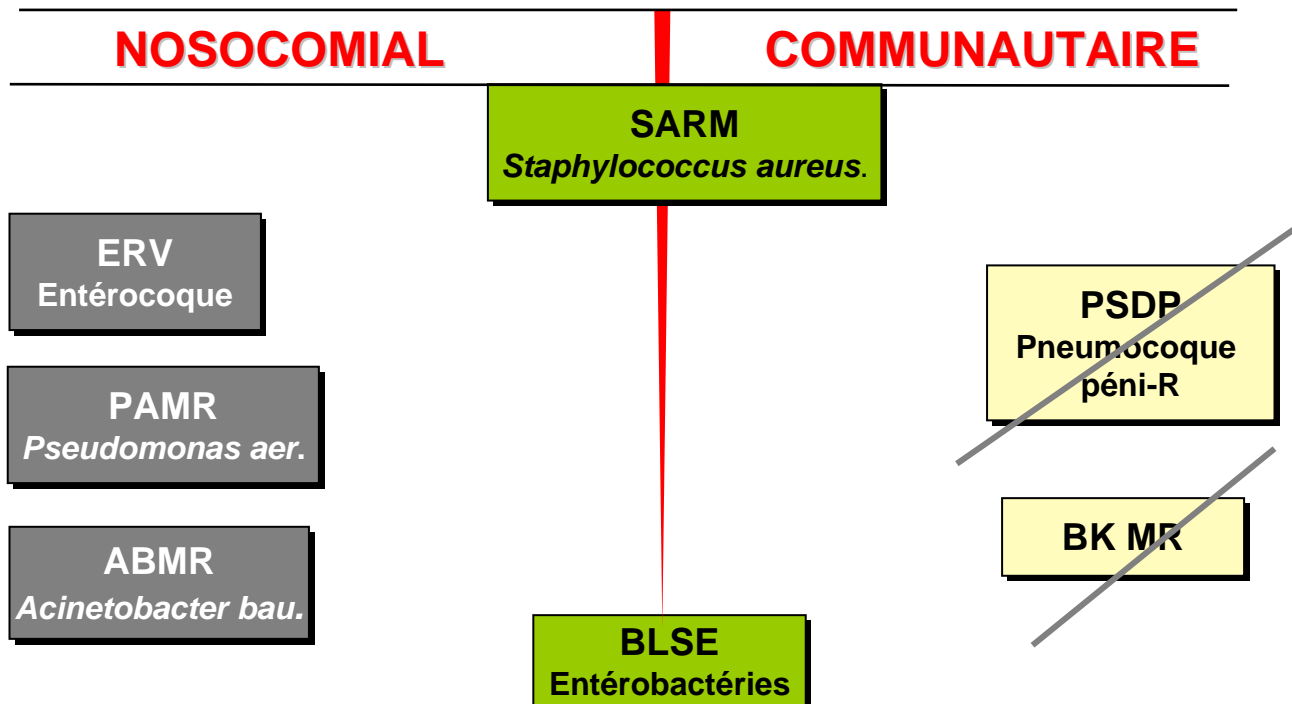 NOSOCOMIAL
COMMUNAUTAIRE
SARM
Staphylococcus aureus.
ERV
Entérocoque
PAMR
Pseudomonas aer.
ABMR
Acinetobacter bau.
PSDP
Pneumocoque
péni-R
BK MR
BLSE
Entérobactéries